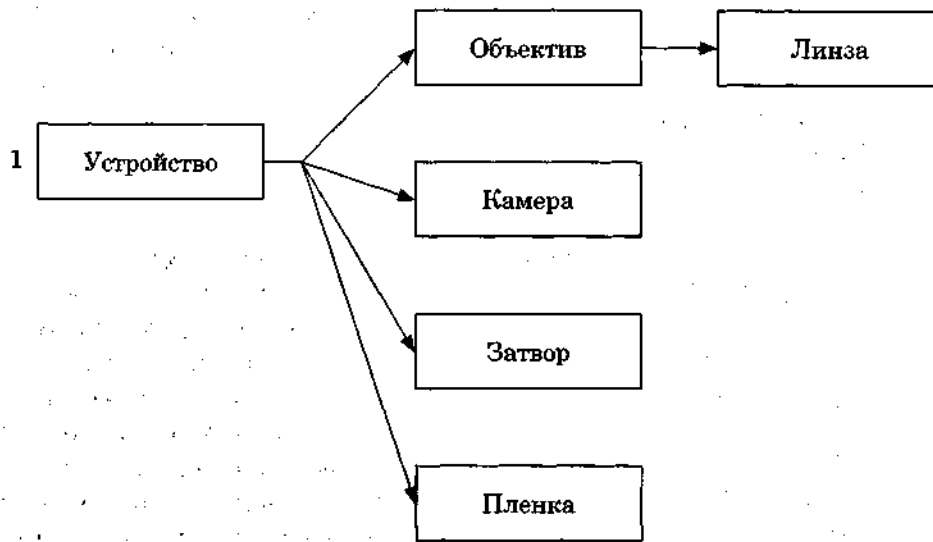 Объектив
Линза
1 Устройство
Камера
Затвор
Пленка